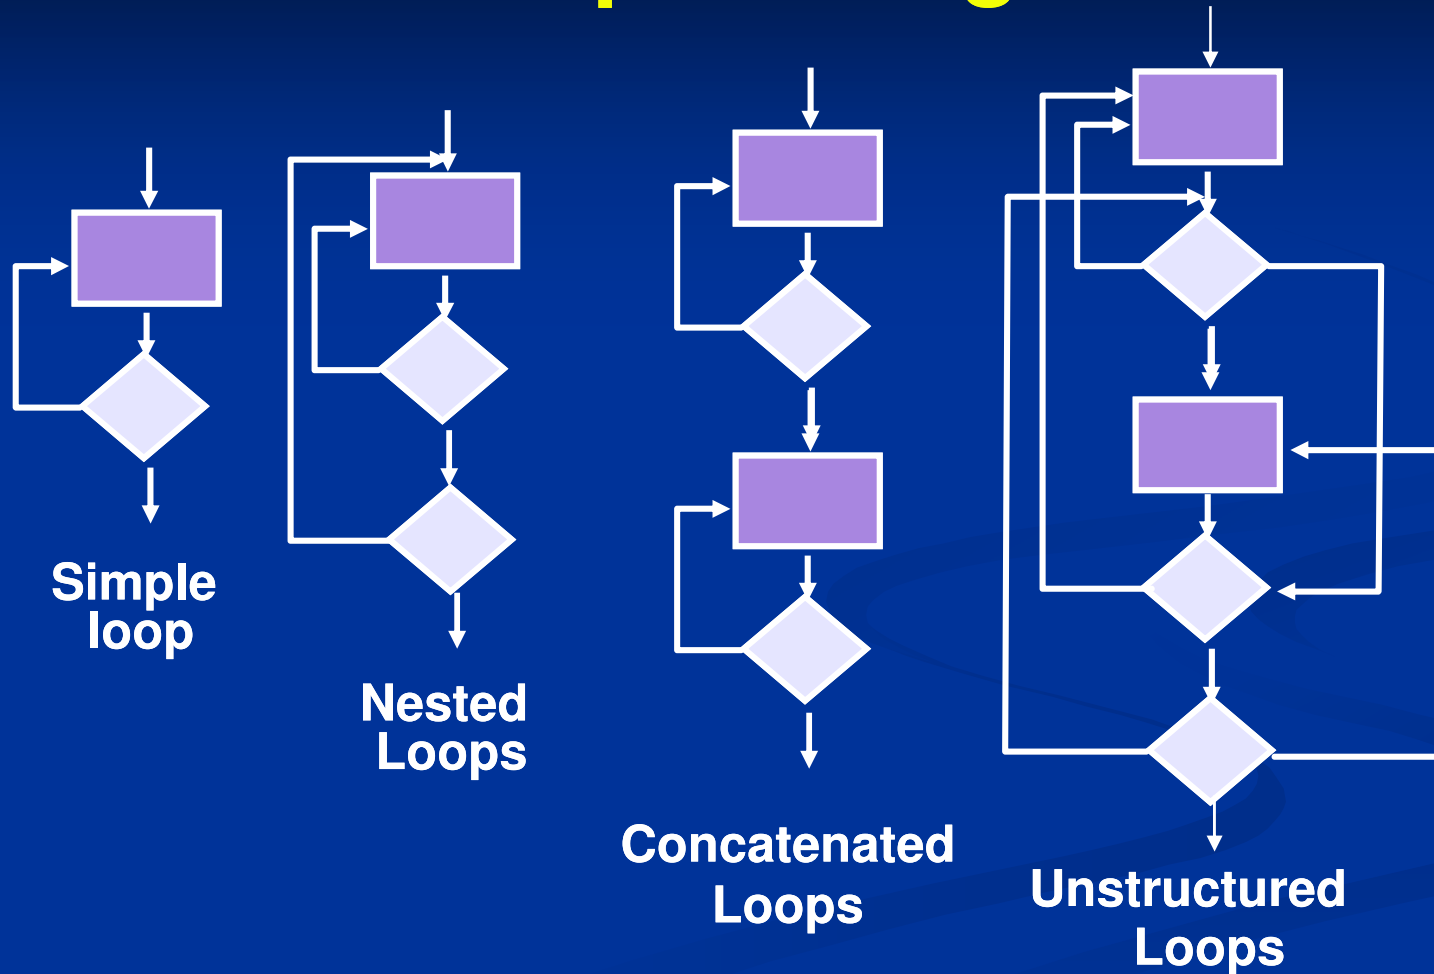 Simple
loop
Nested
Loops
Concatenated
Loops
Unstructured
Loops